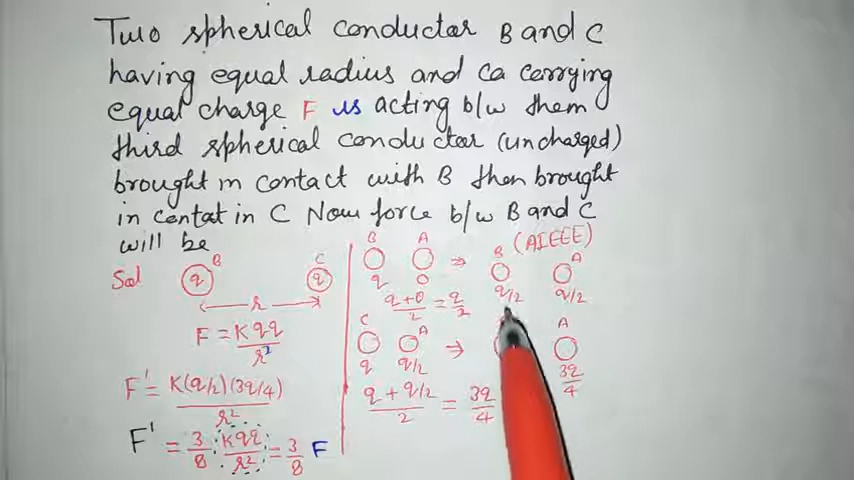 Two spherical conductor B and C
having equal radius and ca carrying
equal charge F is acting b/w them
third spherical conductor (uncharged)
brought in contact with B then brought
in contat in C Now force b/w B and C
will be (AIEEE)
Sol
B C
q q
r
F = Kqq/r²
F' = K(q/2)(3q/4)/r²
F' = 3/8 Kqq/r² = 3/8 F
B A ⇒ B A
q 0 q/2 q/2
q+0/2 = q/2
C A → A
q q/2 3q/4
q + q/2/2 = 3q/4